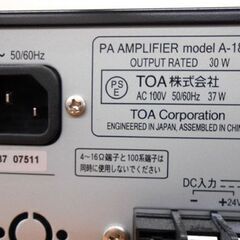 PA AMPLIFIER model A-18
OUTPUT RATED 30 W
~ 50/60Hz
PS
E
TOA株式会社
AC 100V 50/60Hz 37 W
TOA Corporation
ENGINEERED IN JAPAN, ASSEMBLED IN CHIN
37 07511
4～16Ω端子と100系端子は
同時に使用しないでください
DC入力
+24V